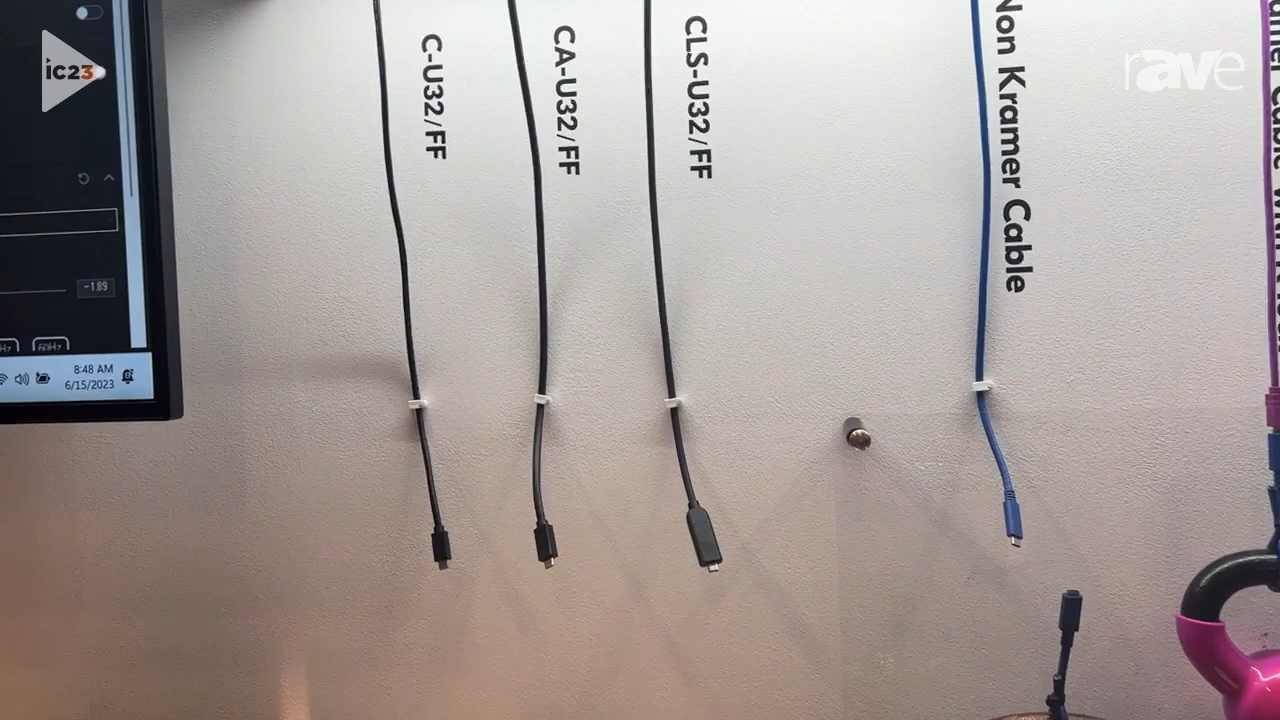 ic23
rAVe
C-U32/FF
CA-U32/FF
CLS-U32/FF
Non Kramer Cable
-1.89
60Hz
8:48 AM
6/15/2023